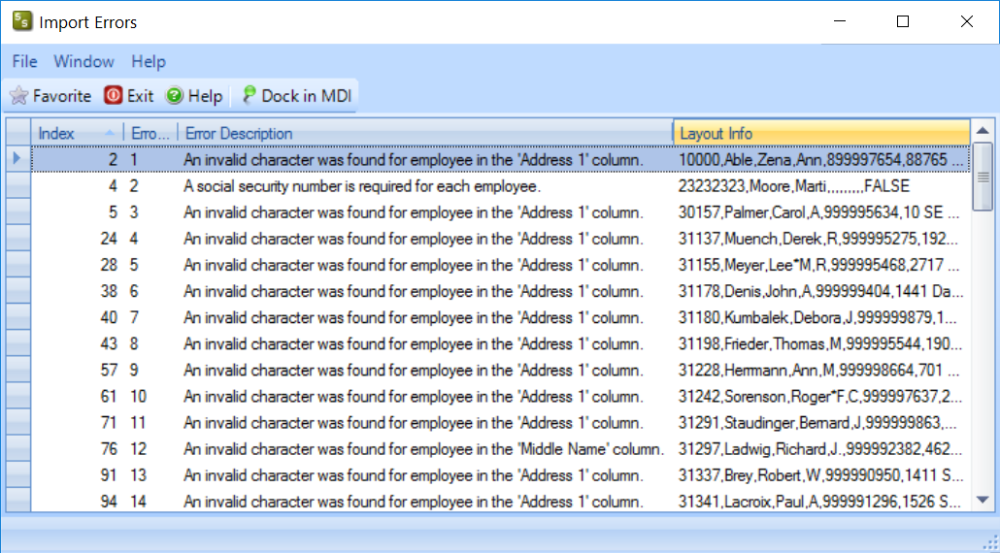 SS Import Errors
File Window Help
Favorite Exit Help Dock in MDI
Index Erro... Error Description Layout Info
2 1 An invalid character was found for employee in the 'Address 1' column. 10000,Able,Zena,Ann,899997654,88765 ...
4 2 A social security number is required for each employee. 23232323,Moore,Marti,,,,,,,,,FALSE
5 3 An invalid character was found for employee in the 'Address 1' column. 30157,Palmer,Carol,A,999995634,10 SE ...
24 4 An invalid character was found for employee in the 'Address 1' column. 31137,Muench,Derek,R,999995275,192...
28 5 An invalid character was found for employee in the 'Address 1' column. 31155,Meyer,Lee*M,R,999995468,2717 ...
38 6 An invalid character was found for employee in the 'Address 1' column. 31178,Denis,John,A,999999404,1441 Da...
40 7 An invalid character was found for employee in the 'Address 1' column. 31180,Kumbalek,Debora,J,999999879,1...
43 8 An invalid character was found for employee in the 'Address 1' column. 31198,Frieder,Thomas,M,999995544,190...
57 9 An invalid character was found for employee in the 'Address 1' column. 31228,Herrmann,Ann,M,999998664,701 ...
61 10 An invalid character was found for employee in the 'Address 1' column. 31242,Sorenson,Roger*F,C,999997637,2...
71 11 An invalid character was found for employee in the 'Address 1' column. 31291,Staudinger,Bernard,J,999999863,...
76 12 An invalid character was found for employee in the 'Middle Name' column. 31297,Ladwig,Richard,J.,999992382,462...
91 13 An invalid character was found for employee in the 'Address 1' column. 31337,Brey,Robert,W,999990950,1411 S...
94 14 An invalid character was found for employee in the 'Address 1' column. 31341,Lacroix,Paul,A,999991296,1526 S...